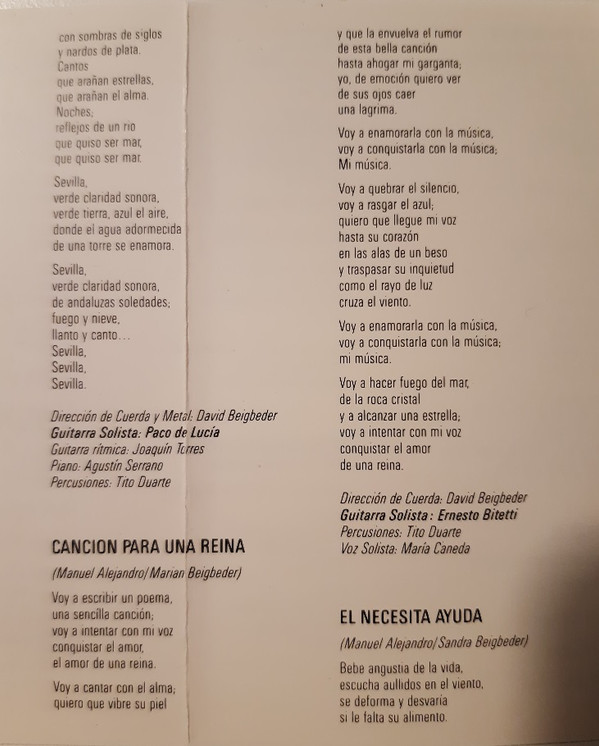 con sombras de siglos
y nardos de plata.
Cantos
que arañan estrellas,
que arañan el alma.
Noches;
reflejos de un río
que quiso ser mar,
que quiso ser mar.
Sevilla,
verde claridad sonora,
verde tierra, azul el aire,
donde el agua adormecida
de una torre se enamora.
Sevilla,
verde claridad sonora,
de andaluzas soledades;
fuego y nieve,
llanto y canto...
Sevilla,
Sevilla,
Sevilla.
Dirección de Cuerda y Metal: David Beigbeder
Guitarra Solista: Paco de Lucía
Guitarra rítmica: Joaquín Torres
Piano: Agustín Serrano
Percusiones: Tito Duarte
CANCION PARA UNA REINA
(Manuel Alejandro/Marian Beigbeder)
Voy a escribir un poema,
una sencilla canción;
voy a intentar con mi voz
conquistar el amor,
el amor de una reina.
Voy a cantar con el alma;
quiero que vibre su piel
y que la envuelva el rumor
de esta bella canción
hasta ahogar mi garganta;
yo, de emoción quiero ver
de sus ojos caer
una lagrima.
Voy a enamorarla con la música,
voy a conquistarla con la música;
Mi música.
Voy a quebrar el silencio,
voy a rasgar el azul;
quiero que llegue mi voz
hasta su corazón
en las alas de un beso
y traspasar su inquietud
como el rayo de luz
cruza el viento.
Voy a enamorarla con la música,
voy a conquistarla con la música;
mi música.
Voy a hacer fuego del mar,
de la roca cristal
y a alcanzar una estrella;
voy a intentar con mi voz
conquistar el amor
de una reina.
Dirección de Cuerda: David Beigbeder
Guitarra Solista: Ernesto Bitetti
Percusiones: Tito Duarte
Voz Solista: María Caneda
EL NECESITA AYUDA
(Manuel Alejandro/Sandra Beigbeder)
Bebe angustia de la vida,
escucha aullidos en el viento,
se deforma y desvaría
si le falta su alimento.